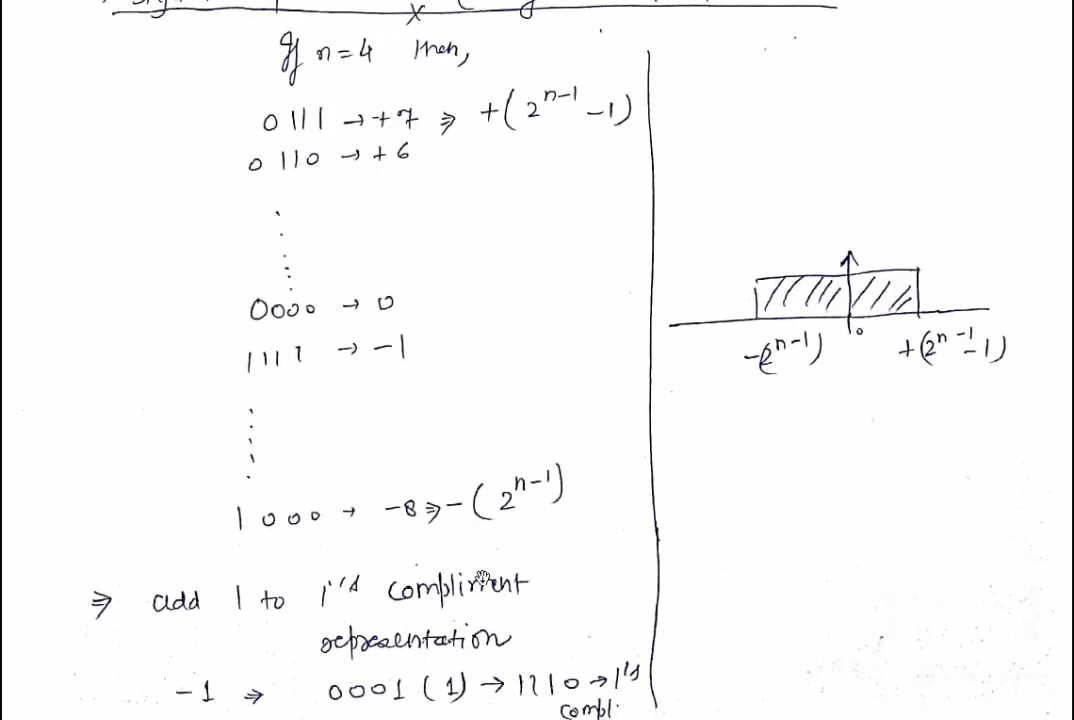 If n=4 then,
0111 → +7 ⇒ +(2^{n-1} -1)
0110 → +6
0000 → 0
1111 → -1
1000 → -8 ⇒ -(2^{n-1})
⇒ add 1 to 1's compliment
representation
-1 ⇒ 0001 (1) → 1110 → 1's
compl.
0
-(2^{n-1}) +(2^{n-1} -1)